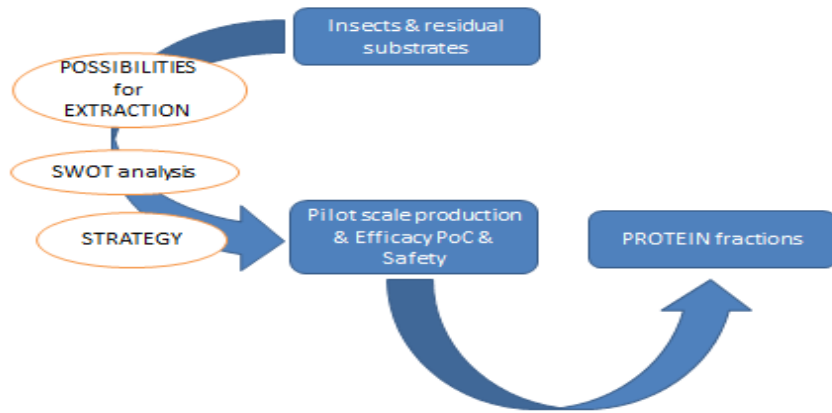 Insects & residual
substrates
POSSIBILITIES
for
EXTRACTION
SWOT analysis
STRATEGY
Pilot scale production
& Efficacy PoC &
Safety
PROTEIN fractions